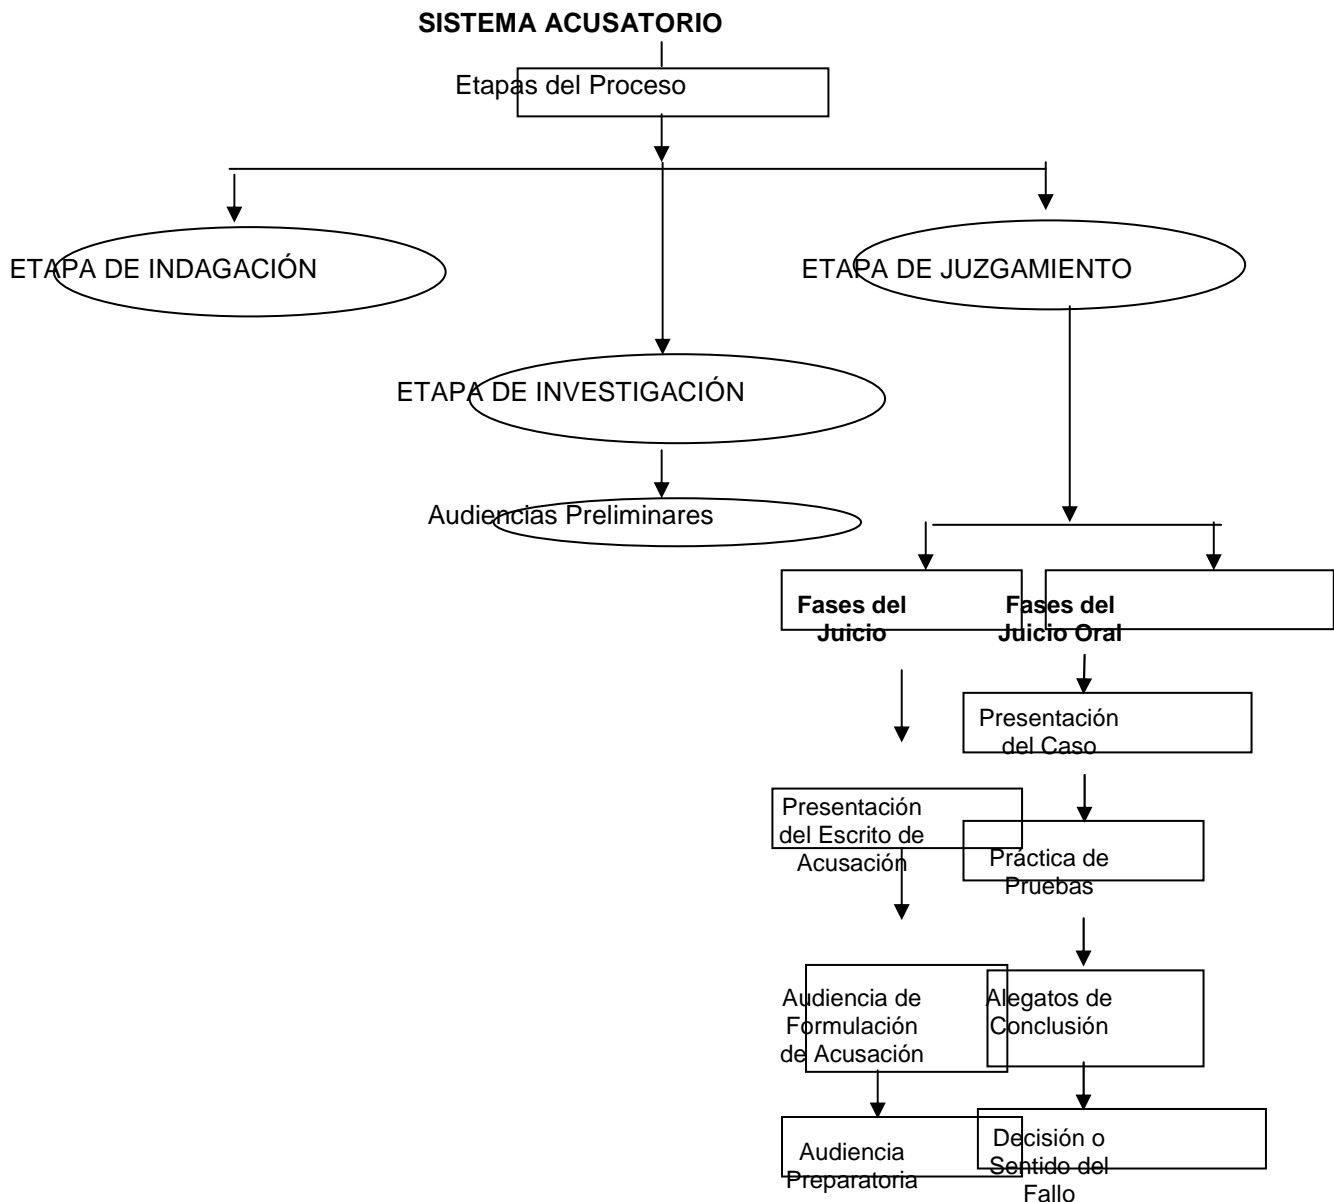 SISTEMA ACUSATORIO
Etapas del Proceso
ETAPA DE INDAGACIÓN
ETAPA DE JUZGAMIENTO
ETAPA DE INVESTIGACIÓN
Audiencias Preliminares
Fases del
Juicio
Fases del
Juicio Oral
Presentación
del Caso
Presentación
del Escrito de
Acusación
Práctica de
Pruebas
Audiencia de
Formulación
de Acusación
Alegatos de
Conclusión
Audiencia
Preparatoria
Decisión o
Sentido del
Fallo